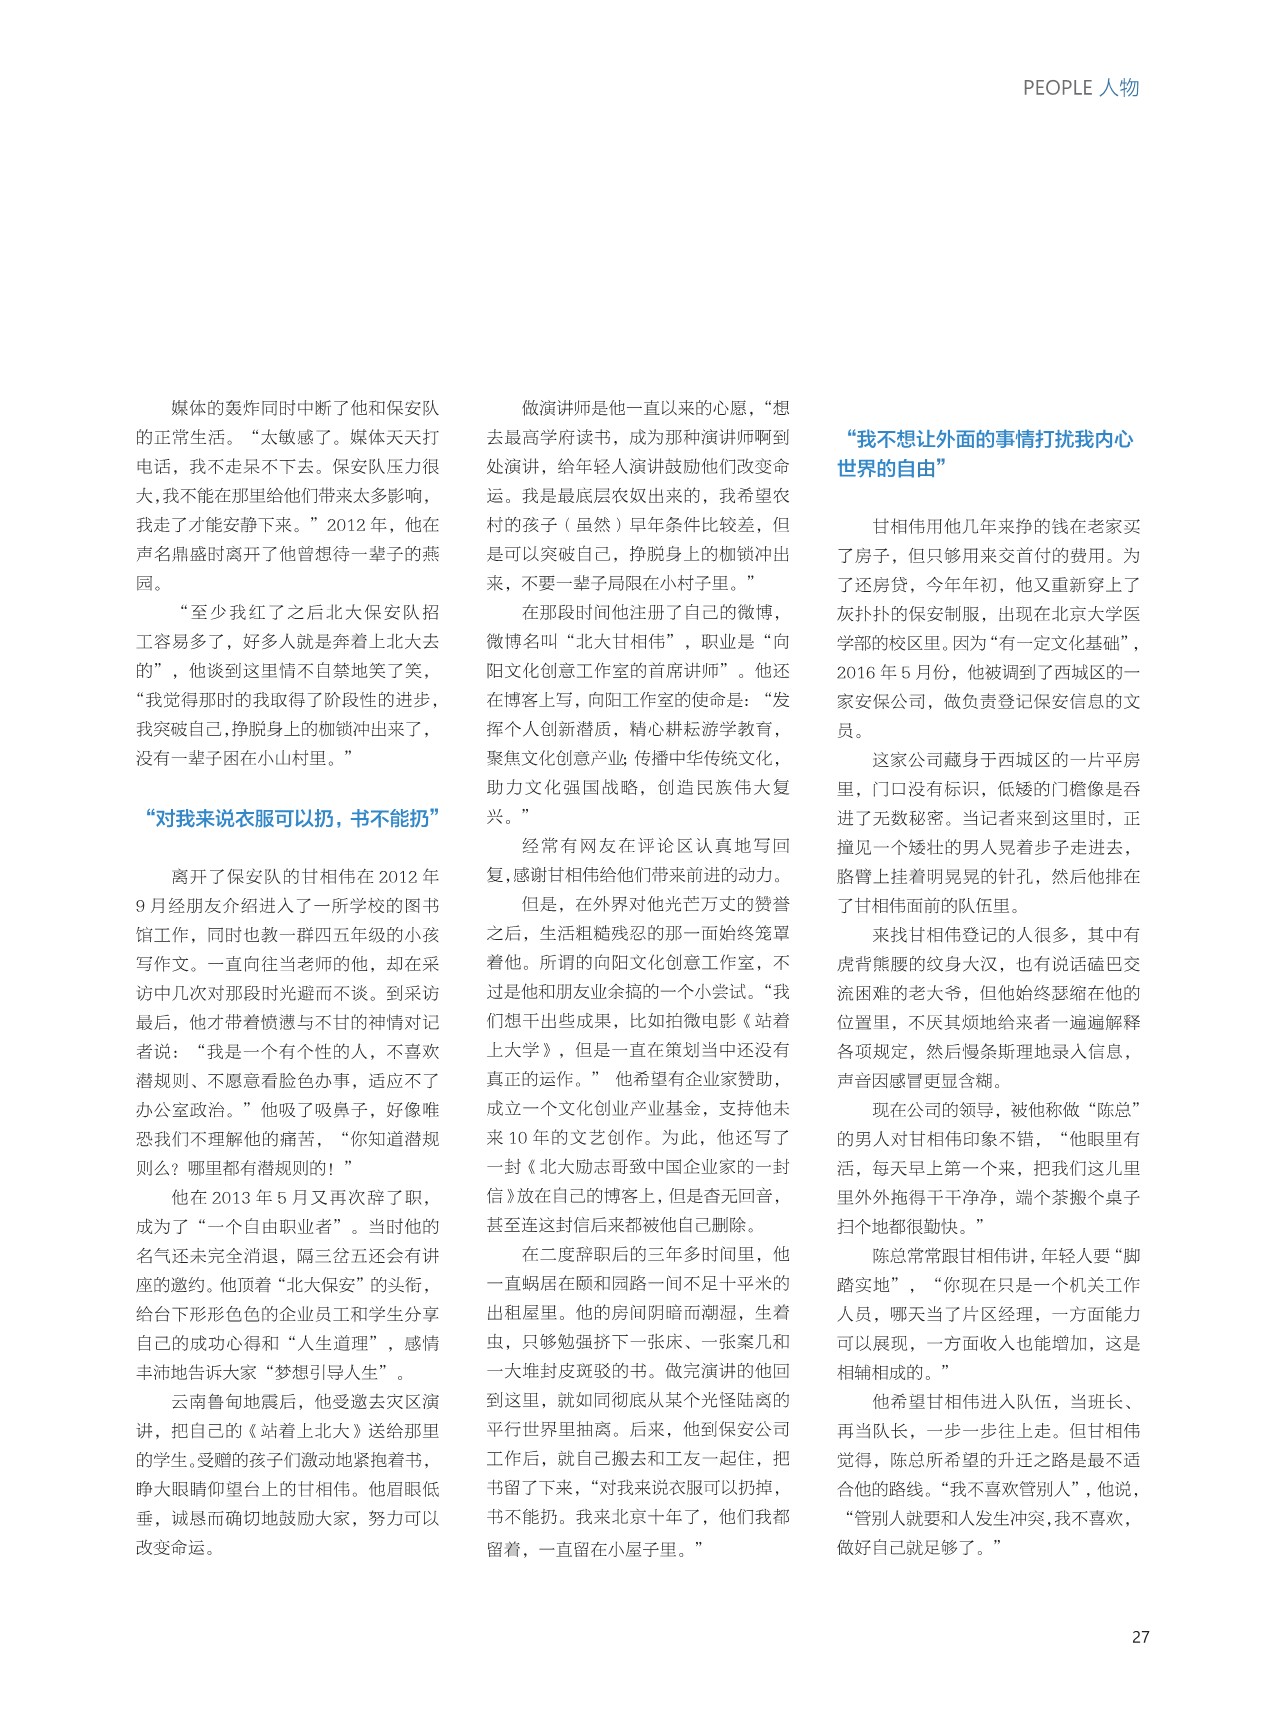 PEOPLE 人物
媒体的轰炸同时中断了他和保安队
的正常生活。“太敏感了。媒体天天打
电话，我不走呆不下去。保安队压力很
大，我不能在那里给他们带来太多影响，
我走了才能安静下来。”2012 年，他在
声名鼎盛时离开了他曾想待一辈子的燕
园。
“至少我红了之后北大保安队招
工容易多了，好多人就是奔着上北大去
的”，他谈到这里情不自禁地笑了笑，
“我觉得那时的我取得了阶段性的进步，
我突破自己，挣脱身上的枷锁冲出来了，
没有一辈子困在小山村里。”
“对我来说衣服可以扔，书不能扔”
离开了保安队的甘相伟在 2012 年
9 月经朋友介绍进入了一所学校的图书
馆工作，同时也教一群四五年级的小孩
写作文。一直向往当老师的他，却在采
访中几次对那段时光避而不谈。到采访
最后，他才带着愤懑与不甘的神情对记
者说：“我是一个有个性的人，不喜欢
潜规则、不愿意看脸色办事，适应不了
办公室政治。”他吸了吸鼻子，好像唯
恐我们不理解他的痛苦，“你知道潜规
则么？哪里都有潜规则的！”
他在 2013 年 5 月又再次辞了职，
成为了“一个自由职业者”。当时他的
名气还未完全消退，隔三岔五还会有讲
座的邀约。他顶着“北大保安”的头衔，
给台下形形色色的企业员工和学生分享
自己的成功心得和“人生道理”，感情
丰沛地告诉大家“梦想引导人生”。
云南鲁甸地震后，他受邀去灾区演
讲，把自己的《站着上北大》送给那里
的学生。受赠的孩子们激动地紧抱着书，
睁大眼睛仰望台上的甘相伟。他眉眼低
垂，诚恳而确切地鼓励大家，努力可以
改变命运。
做演讲师是他一直以来的心愿，“想
去最高学府读书，成为那种演讲师啊到
处演讲，给年轻人演讲鼓励他们改变命
运。我是最底层农奴出来的，我希望农
村的孩子（虽然）早年条件比较差，但
是可以突破自己，挣脱身上的枷锁冲出
来，不要一辈子局限在小村子里。”
在那段时间他注册了自己的微博，
微博名叫“北大甘相伟”，职业是“向
阳文化创意工作室的首席讲师”。他还
在博客上写，向阳工作室的使命是：“发
挥个人创新潜质，精心耕耘游学教育，
聚焦文化创意产业；传播中华传统文化，
助力文化强国战略，创造民族伟大复
兴。”
经常有网友在评论区认真地写回
复，感谢甘相伟给他们带来前进的动力。
但是，在外界对他光芒万丈的赞誉
之后，生活粗糙残忍的那一面始终笼罩
着他。所谓的向阳文化创意工作室，不
过是他和朋友业余搞的一个小尝试。“我
们想干出些成果，比如拍微电影《站着
上大学》，但是一直在策划当中还没有
真正的运作。” 他希望有企业家赞助，
成立一个文化创业产业基金，支持他未
来 10 年的文艺创作。为此，他还写了
一封《北大励志哥致中国企业家的一封
信》放在自己的博客上，但是杳无回音，
甚至连这封信后来都被他自己删除。
在二度辞职后的三年多时间里，他
一直蜗居在颐和园路一间不足十平米的
出租屋里。他的房间阴暗而潮湿，生着
虫，只够勉强挤下一张床、一张案几和
一大堆封皮斑驳的书。做完演讲的他回
到这里，就如同彻底从某个光怪陆离的
平行世界里抽离。后来，他到保安公司
工作后，就自己搬去和工友一起住，把
书留了下来，“对我来说衣服可以扔掉，
书不能扔。我来北京十年了，他们我都
留着，一直留在小屋子里。”
“我不想让外面的事情打扰我内心
世界的自由”
甘相伟用他几年来挣的钱在老家买
了房子，但只够用来交首付的费用。为
了还房贷，今年年初，他又重新穿上了
灰扑扑的保安制服，出现在北京大学医
学部的校区里。因为“有一定文化基础”，
2016 年 5 月份，他被调到了西城区的一
家安保公司，做负责登记保安信息的文
员。
这家公司藏身于西城区的一片平房
里，门口没有标识，低矮的门檐像是吞
进了无数秘密。当记者来到这里时，正
撞见一个矮壮的男人晃着步子走进去，
胳臂上挂着明晃晃的针孔，然后他排在
了甘相伟面前的队伍里。
来找甘相伟登记的人很多，其中有
虎背熊腰的纹身大汉，也有说话磕巴交
流困难的老大爷，但他始终瑟缩在他的
位置里，不厌其烦地给来者一遍遍解释
各项规定，然后慢条斯理地录入信息，
声音因感冒更显含糊。
现在公司的领导，被他称做“陈总”
的男人对甘相伟印象不错，“他眼里有
活，每天早上第一个来，把我们这儿里
里外外拖得干干净净，端个茶搬个桌子
扫个地都很勤快。”
陈总常常跟甘相伟讲，年轻人要“脚
踏实地”，“你现在只是一个机关工作
人员，哪天当了片区经理，一方面能力
可以展现，一方面收入也能增加，这是
相辅相成的。”
他希望甘相伟进入队伍，当班长、
再当队长，一步一步往上走。但甘相伟
觉得，陈总所希望的升迁之路是最不适
合他的路线。“我不喜欢管别人”，他说，
“管别人就要和人发生冲突，我不喜欢，
做好自己就足够了。”
27